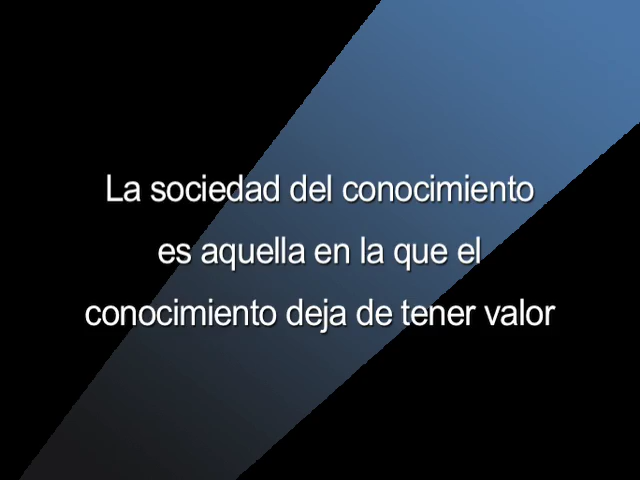 La sociedad del conocimiento
es aquella en la que el
conocimiento deja de tener valor